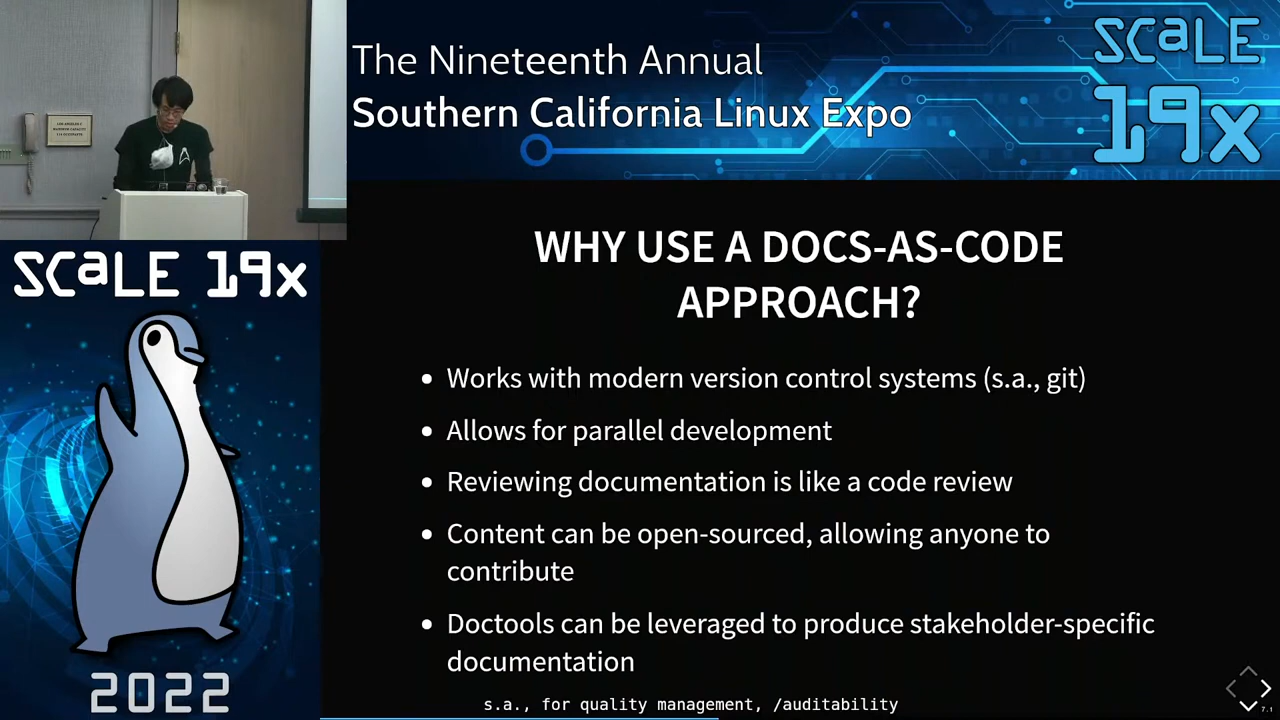 The Nineteenth Annual
Southern California Linux Expo
SCaLE
19x
SCaLE 19x
2022
WHY USE A DOCS-AS-CODE
APPROACH?
• Works with modern version control systems (s.a., git)
• Allows for parallel development
• Reviewing documentation is like a code review
• Content can be open-sourced, allowing anyone to
contribute
• Doctools can be leveraged to produce stakeholder-specific
documentation
s.a., for quality management, /auditability
7.1